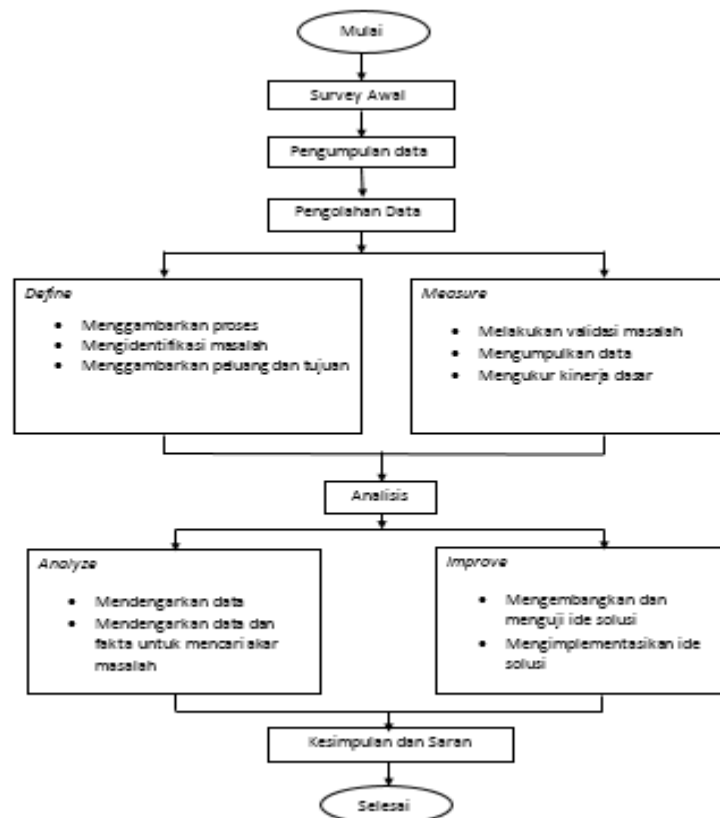 Mulai
Survey Awal
Pengumpulan data
Pengolahan Data
Define
• Menggambarkan proses
• Mengidentifikasi masalah
• Menggambarkan peluang dan tujuan
Measure
• Melakukan validasi masalah
• Mengumpulkan data
• Mengukur kinerja dasar
Analisis
Analyze
• Mendengarkan data
• Mendengarkan data dan
fakta untuk mencari akar
masalah
Improve
• Mengembangkan dan
menguji ide solusi
• Mengimplementasikan ide
solusi
Kesimpulan dan Saran
Selesai